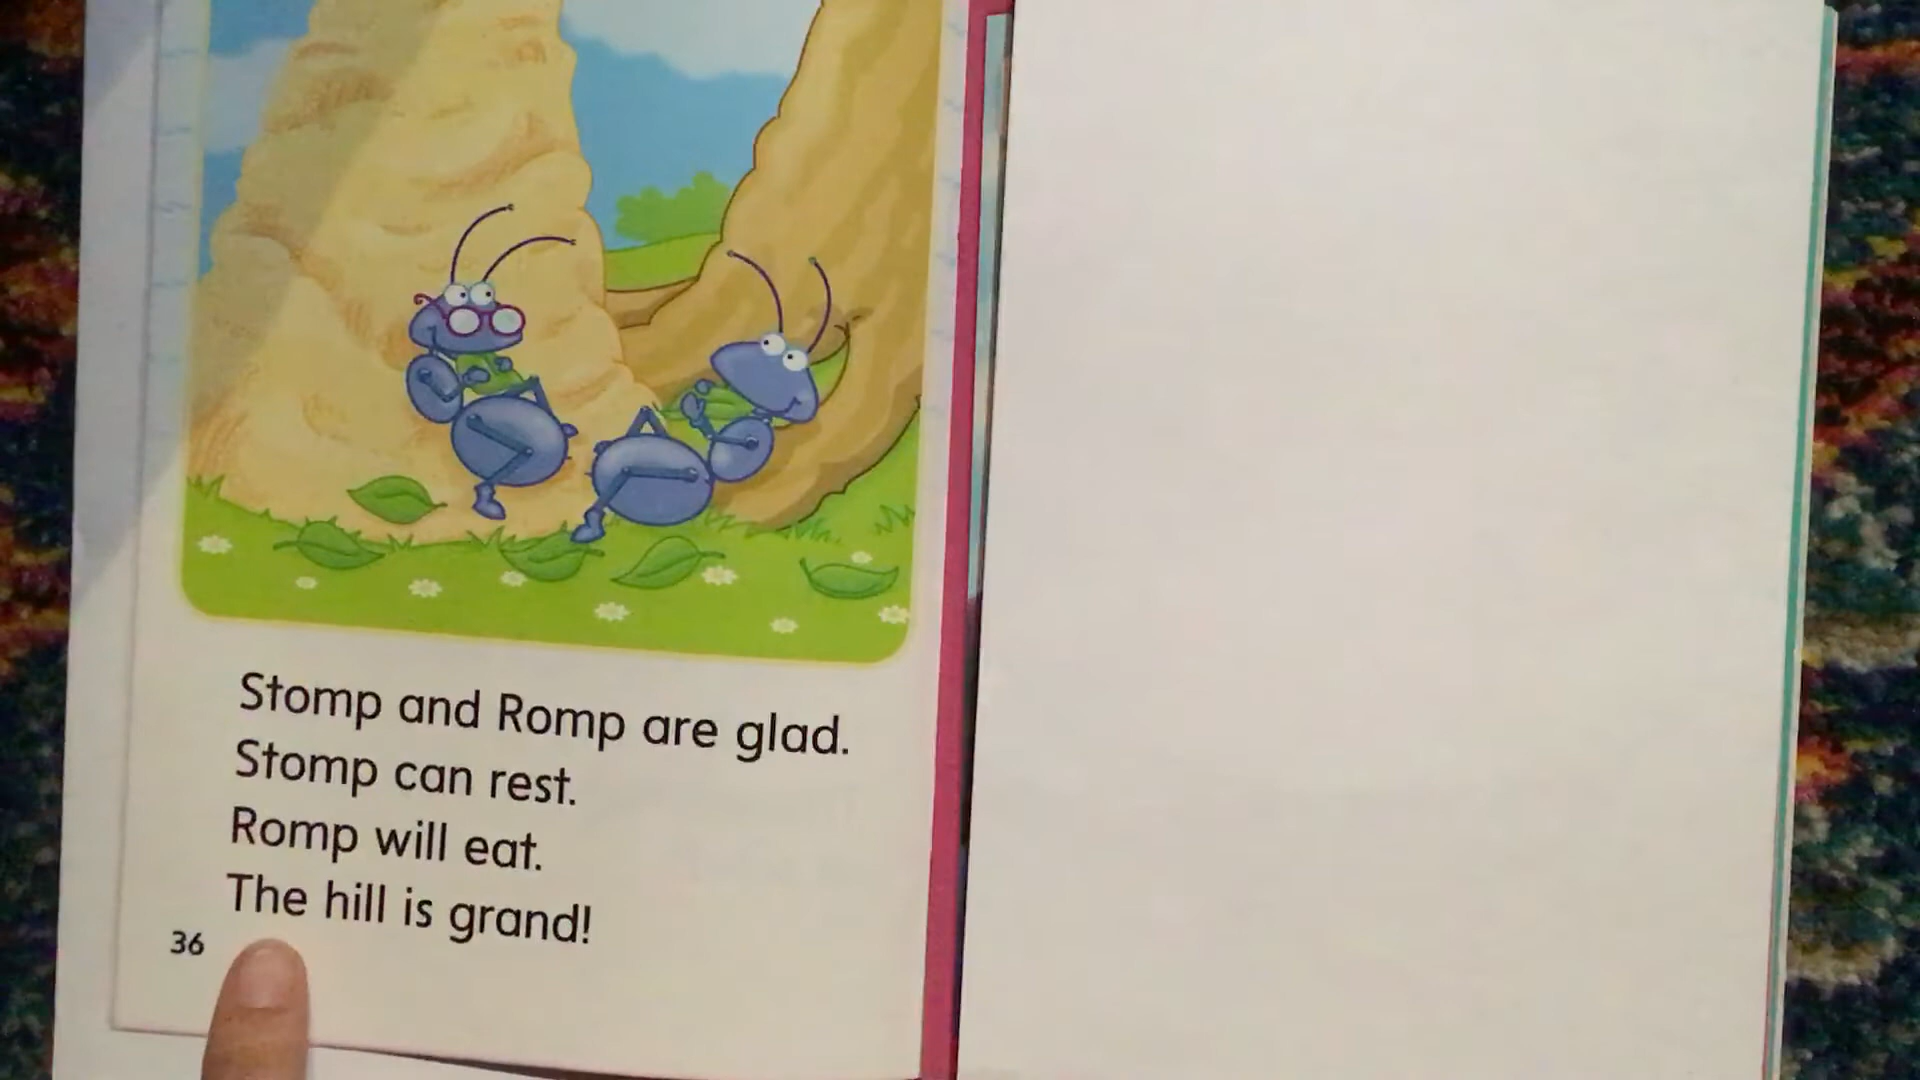 Stomp and Romp are glad.
Stomp can rest.
Romp will eat.
The hill is grand!
36